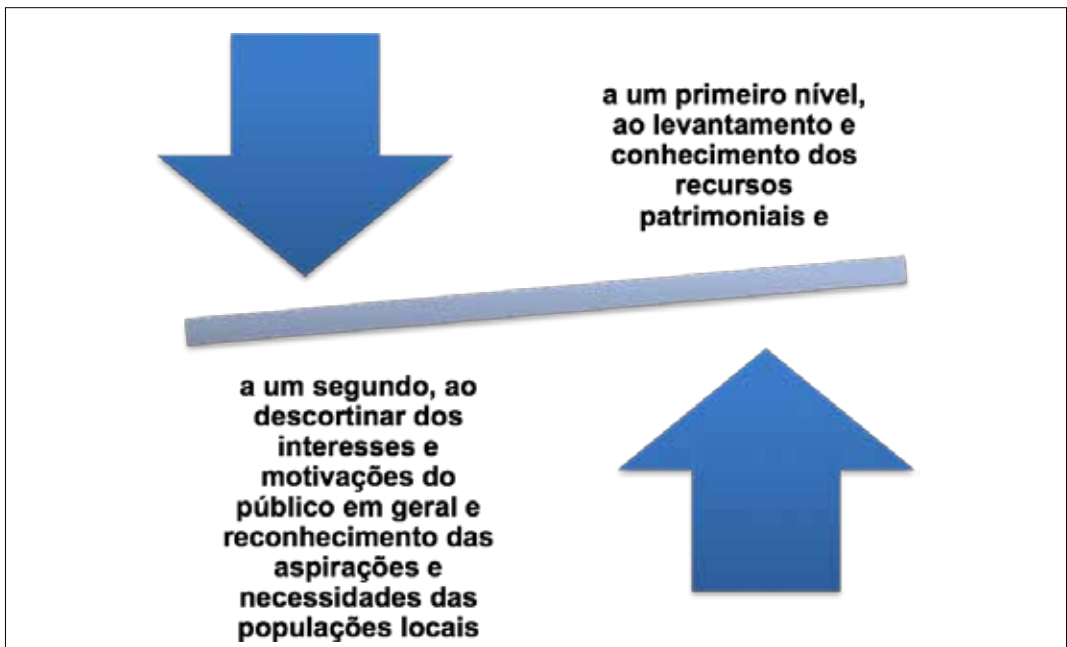 a um primeiro nível,
ao levantamento e
conhecimento dos
recursos
patrimoniais e
a um segundo, ao
descortinar dos
interesses e
motivações do
público em geral e
reconhecimento das
aspirações e
necessidades das
populações locais